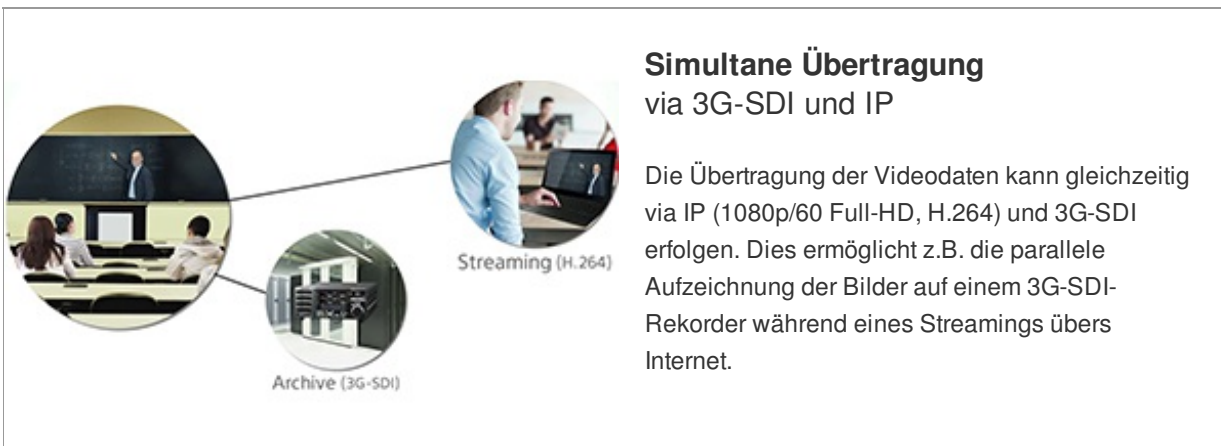 Simultane Übertragung
via 3G-SDI und IP
Die Übertragung der Videodaten kann gleichzeitig
via IP (1080p/60 Full-HD, H.264) und 3G-SDI
erfolgen. Dies ermöglicht z.B. die parallele
Aufzeichnung der Bilder auf einem 3G-SDI-
Rekorder während eines Streamings übers
Internet.
Streaming (H.264)
Archive (3G-SDI)